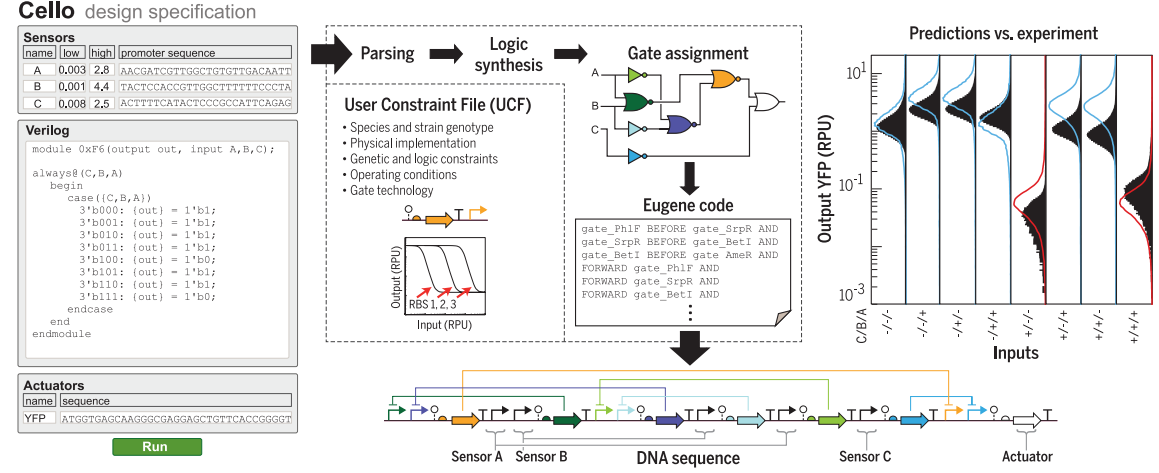 Cello design specification
Sensors
name low high promoter sequence
A 0.003 2.8 AACGATCGTTGGCTGTGTTGACAATT
B 0.001 4.4 TACTCCACCGTTGGCTTTTTTCCCTA
C 0.008 2.5 ACTTTTCATACTCCCGCCATTCAGAG
Verilog
module 0xF6(output out, input A,B,C);
always@(C,B,A)
begin
case({C,B,A})
3'b000: {out} = 1'b1;
3'b001: {out} = 1'b1;
3'b010: {out} = 1'b1;
3'b011: {out} = 1'b1;
3'b100: {out} = 1'b0;
3'b101: {out} = 1'b1;
3'b110: {out} = 1'b1;
3'b111: {out} = 1'b0;
endcase
end
endmodule
Actuators
name sequence
YFP ATGGTGAGCAAGGGCGAGGAGCTGTTCACCGGGGT
Run
Parsing
Logic
synthesis
Gate assignment
A
B
C
User Constraint File (UCF)
• Species and strain genotype
• Physical implementation
• Genetic and logic constraints
• Operating conditions
• Gate technology
Output (RPU)
RBS 1, 2, 3
Input (RPU)
Eugene code
gate_PhlF BEFORE gate_SrpR AND
gate_SrpR BEFORE gate_BetI AND
gate_BetI BEFORE gate AmeR AND
FORWARD gate_PhlF AND
FORWARD gate_SrpR AND
FORWARD gate_BetI AND
Sensor A
Sensor B
DNA sequence
Sensor C
Actuator
Predictions vs. experiment
Output YFP (RPU)
10¹
10⁰
10⁻¹
10⁻³
C/B/A
-/-/-
-/-/+
-/+/-
-/+/+
+/-/-
+/-/+
+/+/-
+/+/+
Inputs